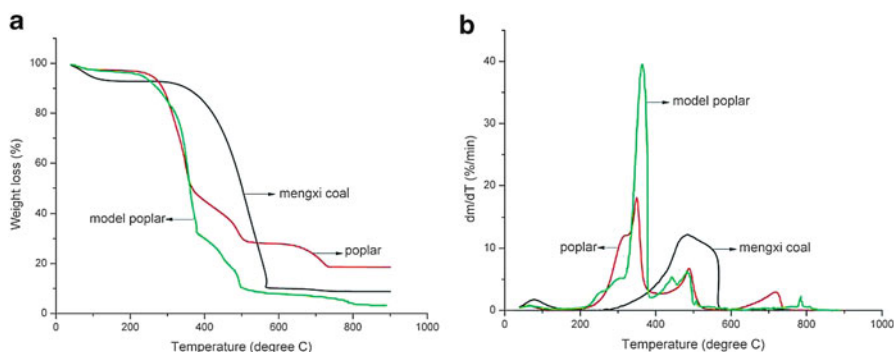 a
100
80
60
40
20
0
Weight loss (%)
mengxi coal
model poplar
poplar
0 200 400 600 800 1000
Temperature (degree C)
b
40
30
20
10
0
dm/dT (%/min)
model poplar
poplar
mengxi coal
0 200 400 600 800 1000
Temperature (degree C)